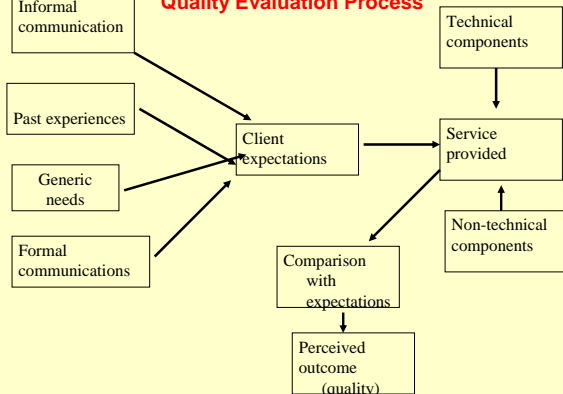 Quality Evaluation Process
Informal
communication
Technical
components
Past experiences
Client
expectations
Service
provided
Generic
needs
Formal
communications
Non-technical
components
Comparison
with
expectations
Perceived
outcome
(quality)